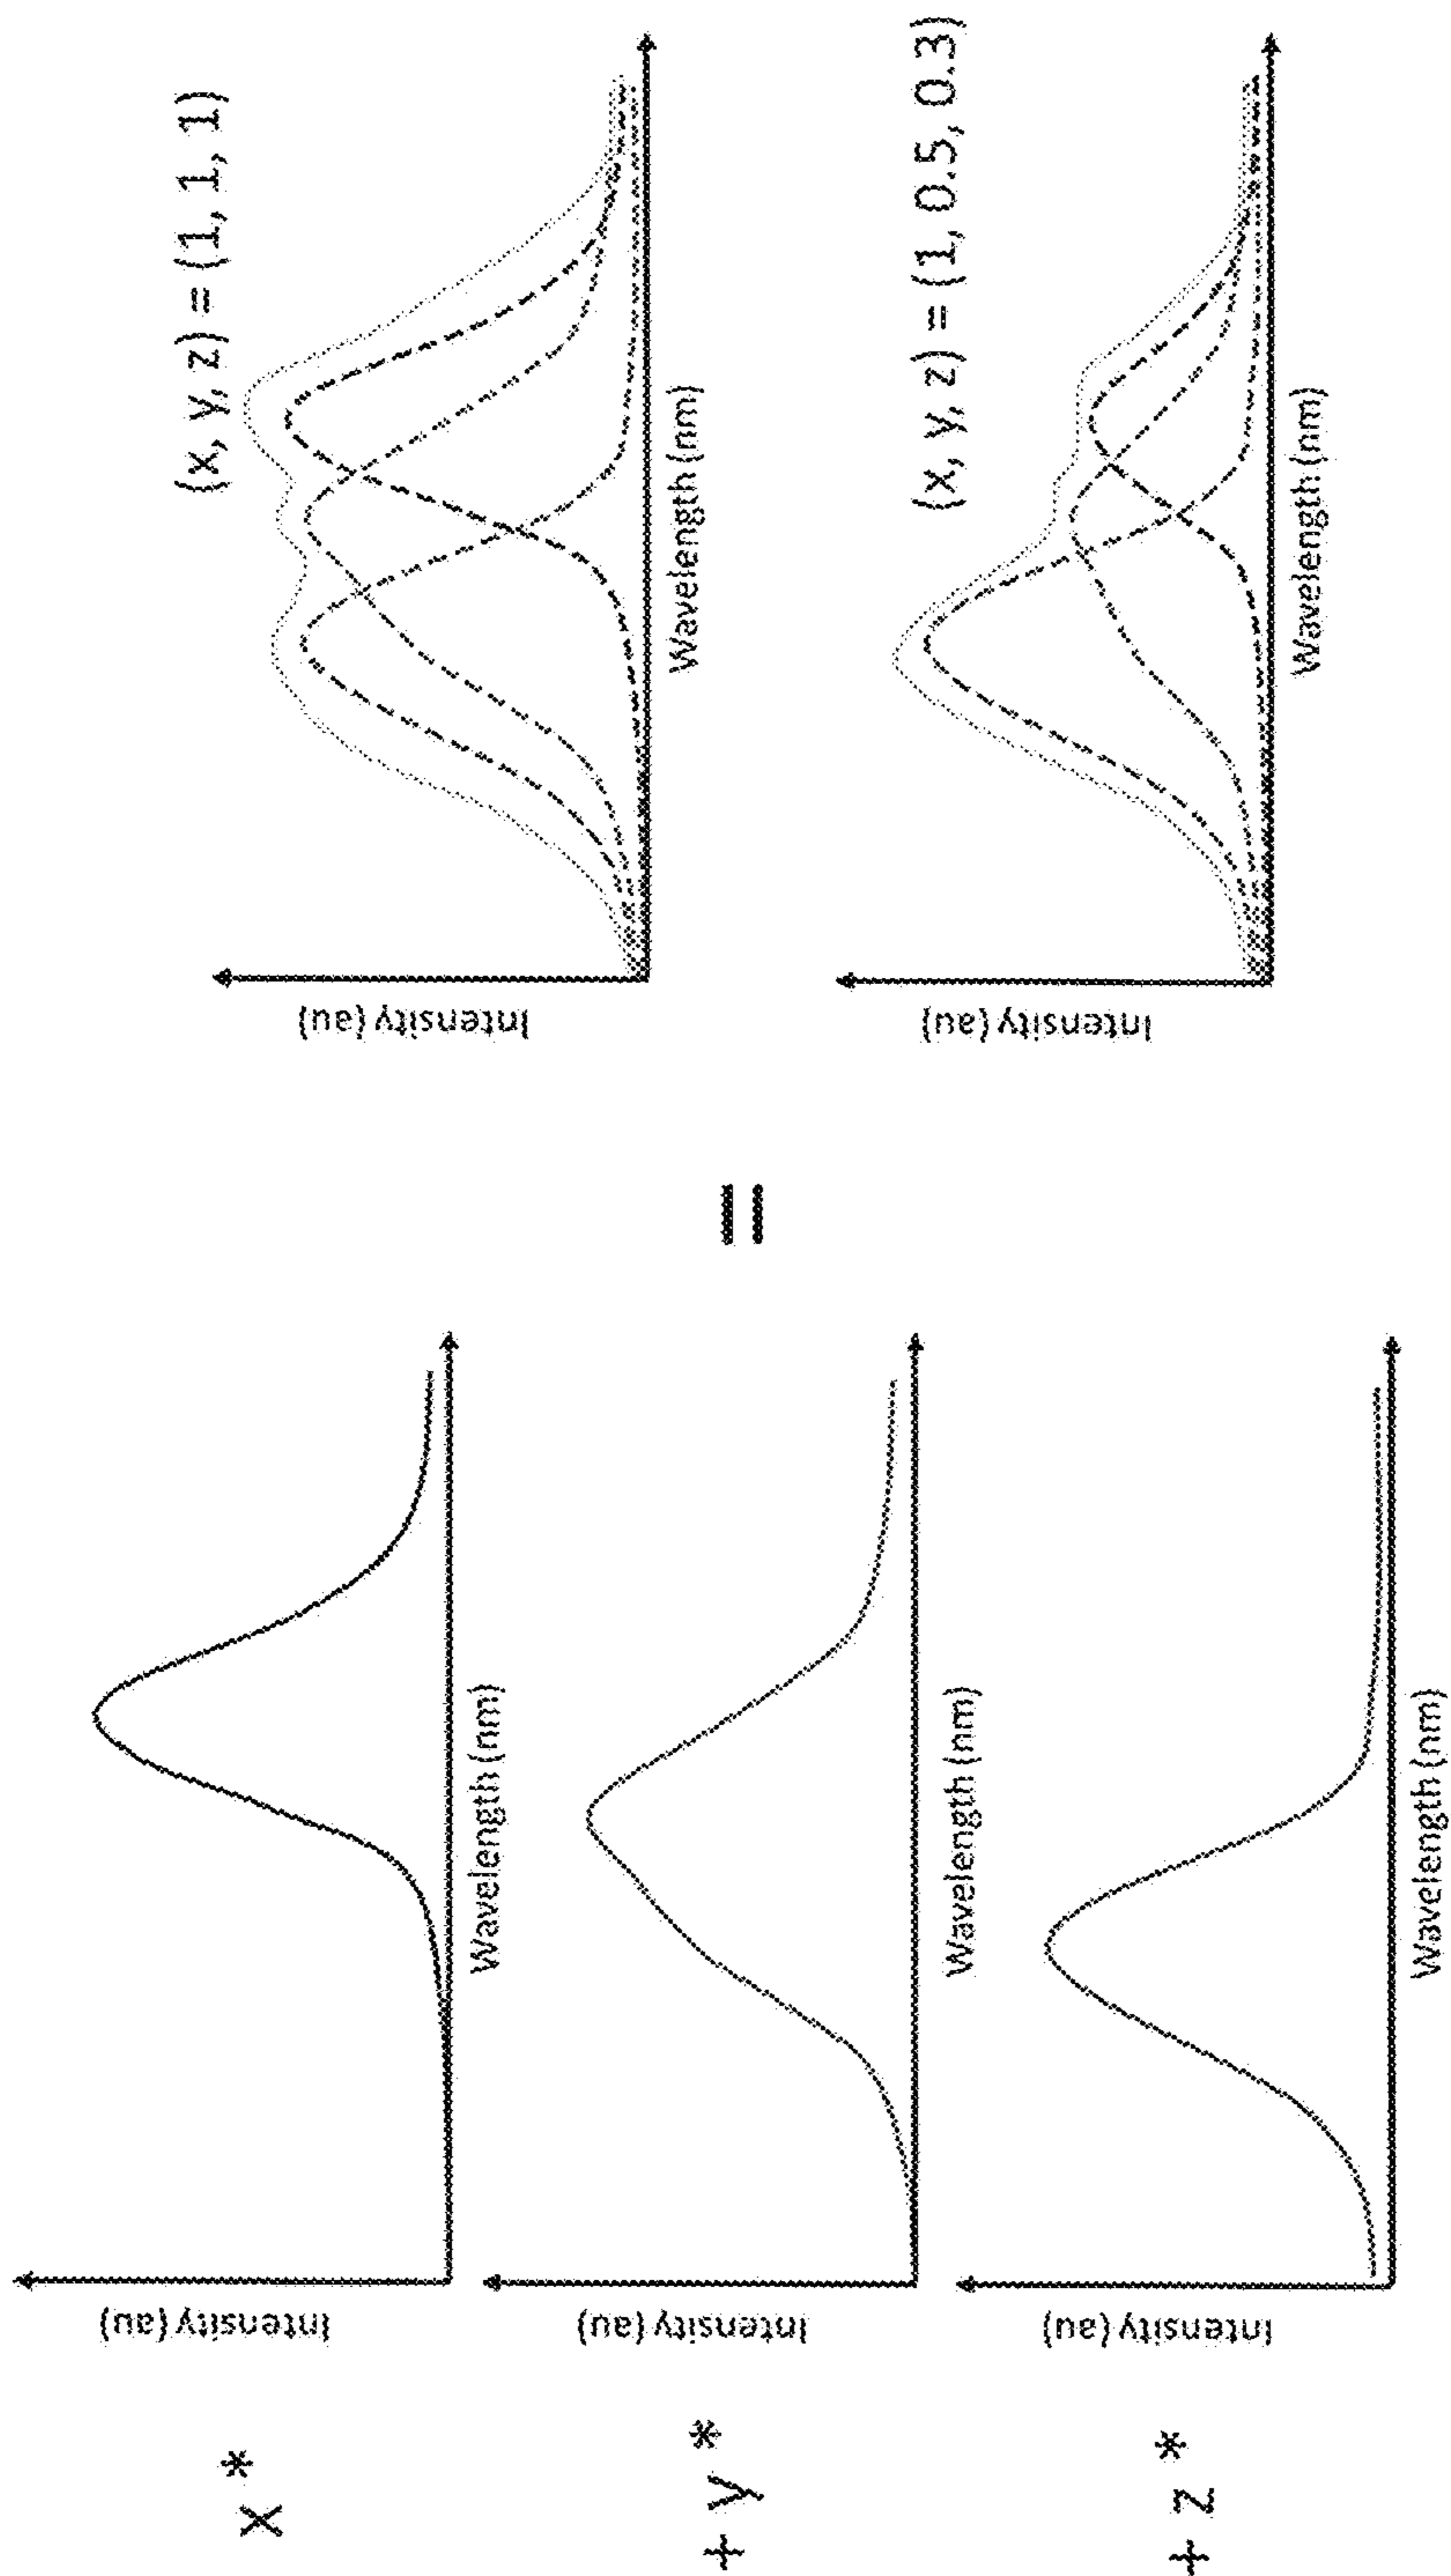 x *
Intensity (au)
Wavelength (nm)
+ y *
Intensity (au)
Wavelength (nm)
+ z *
Intensity (au)
Wavelength (nm)
=
(x, y, z) = (1, 1, 1)
Intensity (au)
Wavelength (nm)
(x, y, z) = (1, 0.5, 0.3)
Intensity (au)
Wavelength (nm)